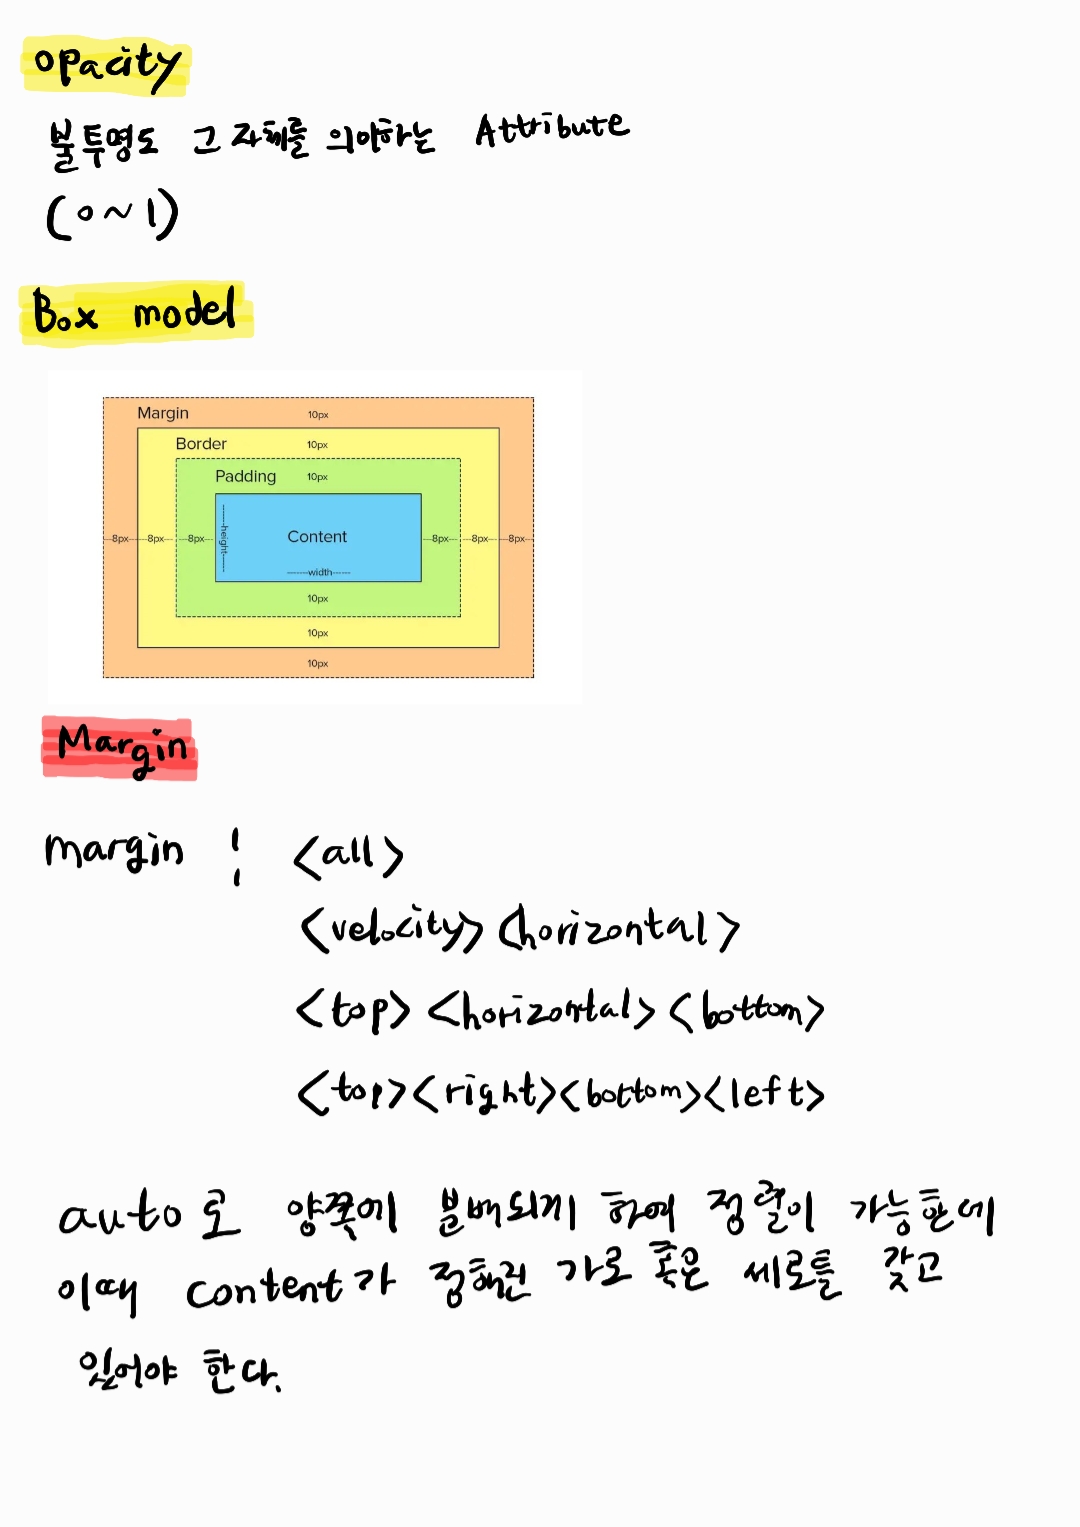 opacity
불투명도 그 자체를 의미하는 Attribute
(0~1)
Box model
Margin
10px
Border
10px
Padding 10px
height
Content
8px 8px 8px 8px 8px 8px
width
10px
10px
10px
Margin
margin : <all>
<velocity> <horizontal>
<top> <horizontal> <bottom>
<top> <right> <bottom> <left>
auto로 양쪽에 분배되게 하여 정렬이 가능한데
이때 content가 정해진 가로 혹은 세로를 갖고
있어야 한다.